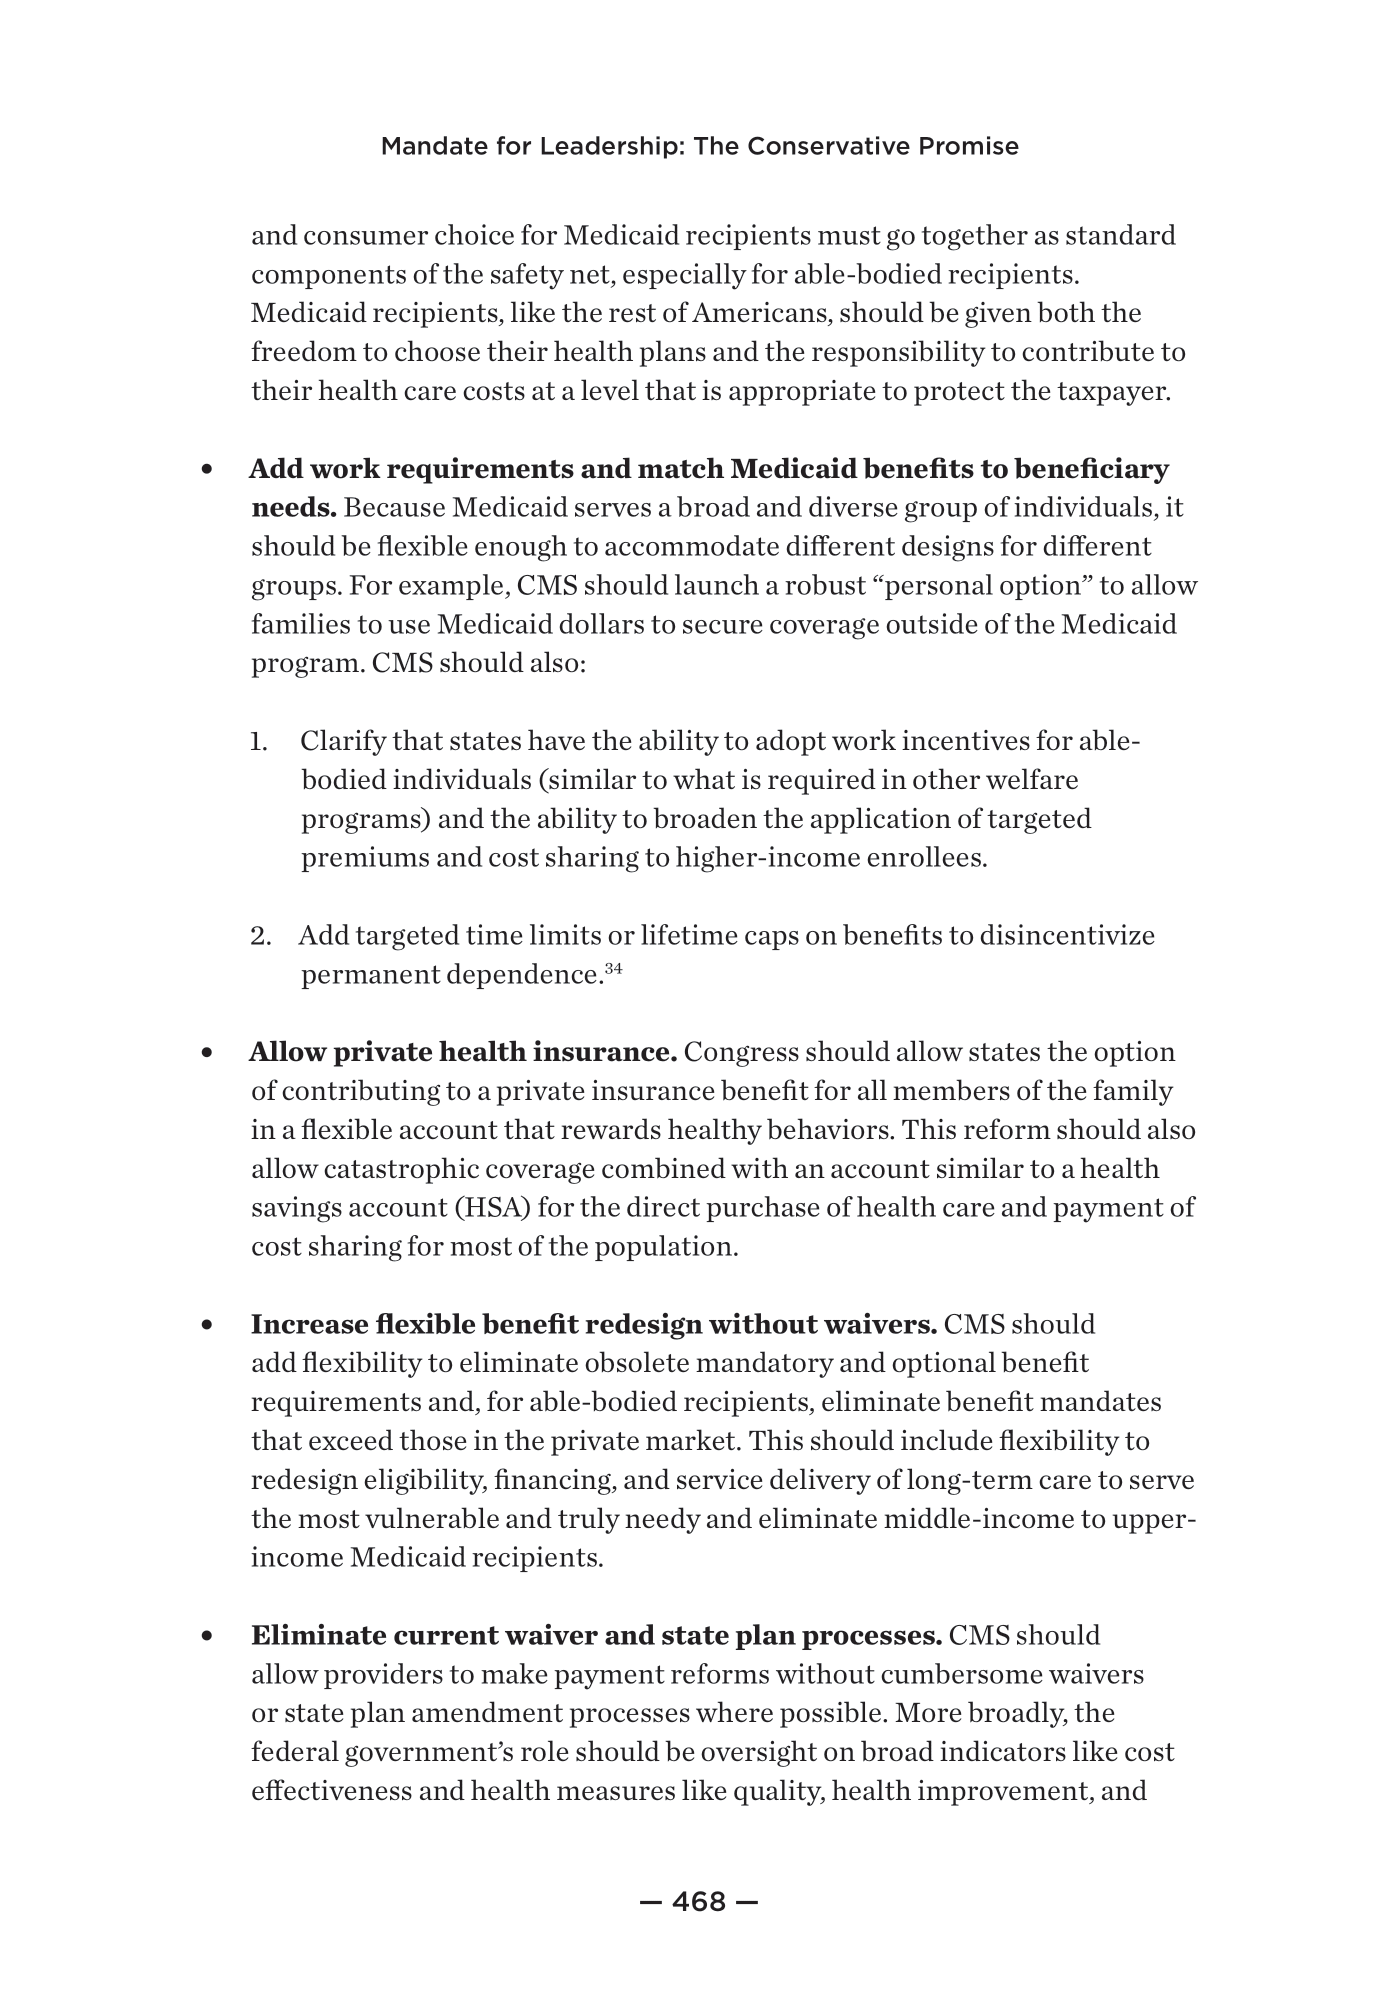 Mandate for Leadership: The Conservative Promise
and consumer choice for Medicaid recipients must go together as standard
components of the safety net, especially for able-bodied recipients.
Medicaid recipients, like the rest of Americans, should be given both the
freedom to choose their health plans and the responsibility to contribute to
their health care costs at a level that is appropriate to protect the taxpayer.
• Add work requirements and match Medicaid benefits to beneficiary
needs. Because Medicaid serves a broad and diverse group of individuals, it
should be flexible enough to accommodate different designs for different
groups. For example, CMS should launch a robust “personal option” to allow
families to use Medicaid dollars to secure coverage outside of the Medicaid
program. CMS should also:
1. Clarify that states have the ability to adopt work incentives for able-
bodied individuals (similar to what is required in other welfare
programs) and the ability to broaden the application of targeted
premiums and cost sharing to higher-income enrollees.
2. Add targeted time limits or lifetime caps on benefits to disincentivize
permanent dependence.34
• Allow private health insurance. Congress should allow states the option
of contributing to a private insurance benefit for all members of the family
in a flexible account that rewards healthy behaviors. This reform should also
allow catastrophic coverage combined with an account similar to a health
savings account (HSA) for the direct purchase of health care and payment of
cost sharing for most of the population.
• Increase flexible benefit redesign without waivers. CMS should
add flexibility to eliminate obsolete mandatory and optional benefit
requirements and, for able-bodied recipients, eliminate benefit mandates
that exceed those in the private market. This should include flexibility to
redesign eligibility, financing, and service delivery of long-term care to serve
the most vulnerable and truly needy and eliminate middle-income to upper-
income Medicaid recipients.
• Eliminate current waiver and state plan processes. CMS should
allow providers to make payment reforms without cumbersome waivers
or state plan amendment processes where possible. More broadly, the
federal government’s role should be oversight on broad indicators like cost
effectiveness and health measures like quality, health improvement, and
— 468 —